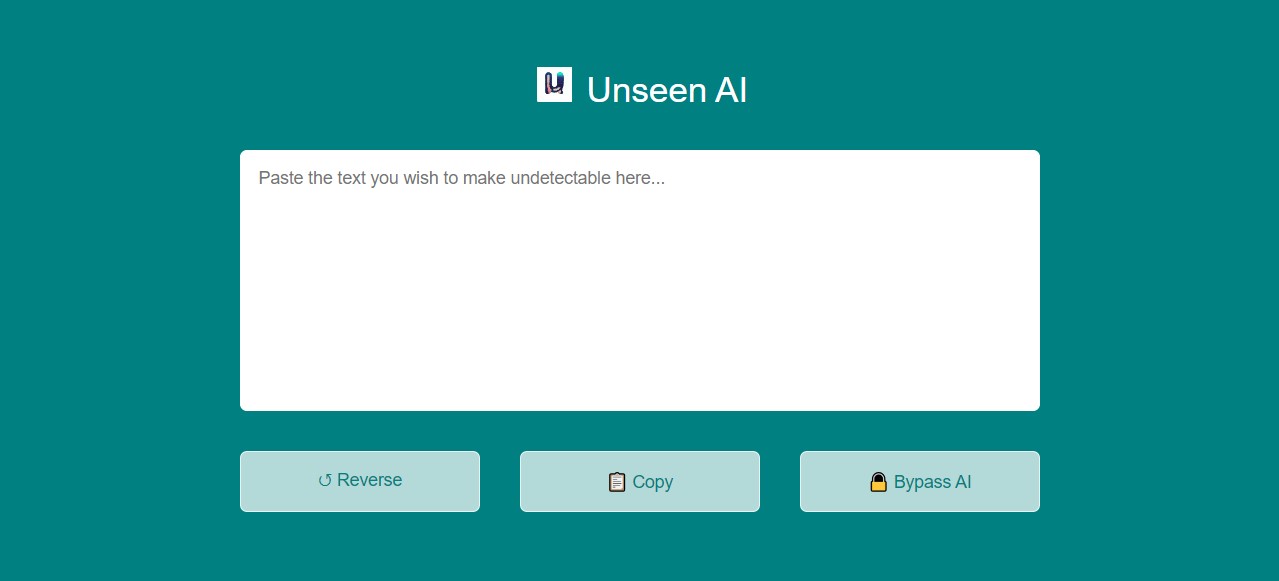 Unseen AI
Paste the text you wish to make undetectable here...
↺ Reverse
📋 Copy
🔒 Bypass AI